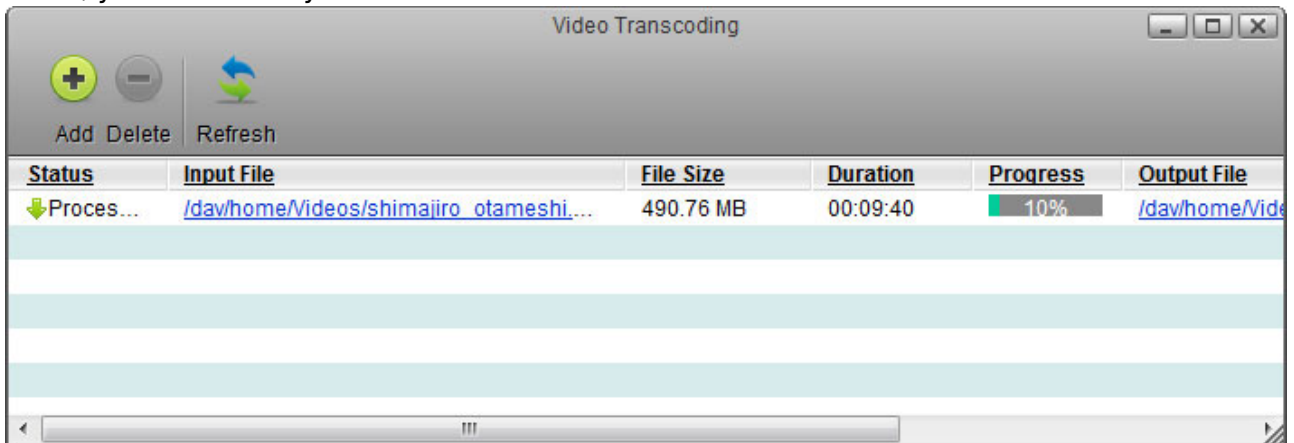 Video Transcoding
Add Delete Refresh
Status Input File File Size Duration Progress Output File
Proces... /dav/home/Videos/shimajiro_otameshi.... 490.76 MB 00:09:40 10% /dav/home/Vide